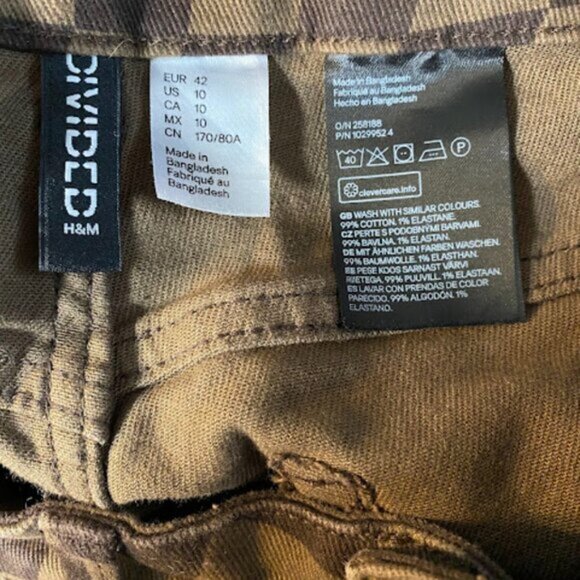 DIVIDED
H&M
EUR 42
US 10
CA 10
MX 10
CN 170/80A
Made in
Bangladesh
Fabriqué au
Bangladesh
Made in Bangladesh
Fabriqué au Bangladesh
Hecho en Bangladesh
O/N 258188
P/N 1029952 4
40
P
clevercare.info
GB WASH WITH SIMILAR COLOURS.
99% COTTON. 1% ELASTANE.
CZ PERTE S PODOBNÝMI BARVAMI.
99% BAVLNA. 1% ELASTAN.
DE MIT ÄHNLICHEN FARBEN WASCHEN.
99% BAUMWOLLE. 1% ELASTHAN.
EE PESE KOOS SARNAST VÄRVI
RIIETEGA. 99% PUUVILL. 1% ELASTAAN.
ES LAVAR CON PRENDAS DE COLOR
PARECIDO. 99% ALGODÓN. 1%
ELASTANO.